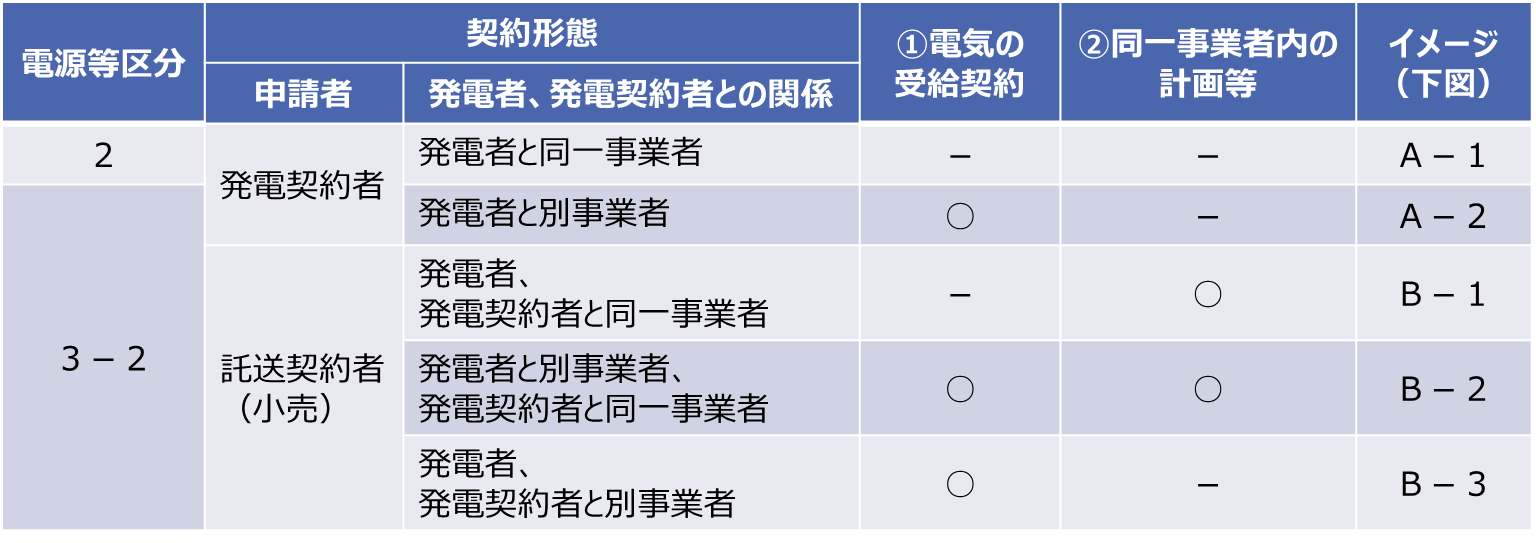 電源等区分
契約形態
①電気の
受給契約
②同一事業者内の
計画等
イメージ
（下図）
申請者
発電者、発電契約者との関係
2
発電契約者
発電者と同一事業者
－
－
A－1
3－2
発電者と別事業者
○
－
A－2
託送契約者
（小売）
発電者、
発電契約者と同一事業者
－
○
B－1
発電者と別事業者、
発電契約者と同一事業者
○
○
B－2
発電者、
発電契約者と別事業者
○
－
B－3